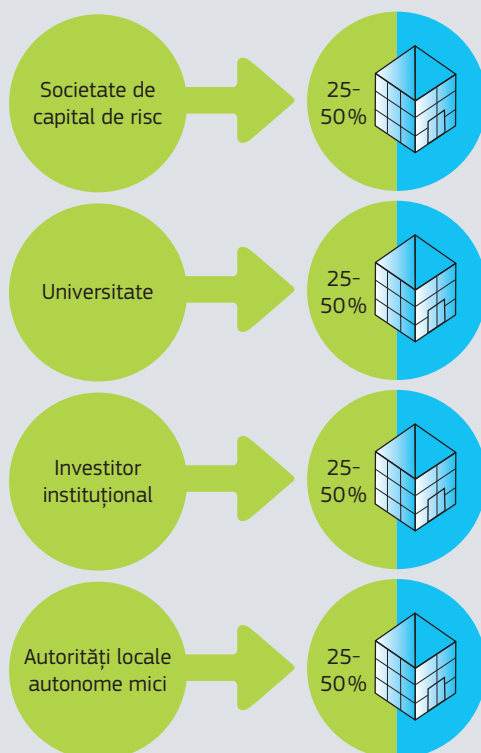 Societate de
capital de risc
25-
50%
Universitate
25-
50%
Investitor
instituțional
25-
50%
Autorități locale
autonome mici
25-
50%